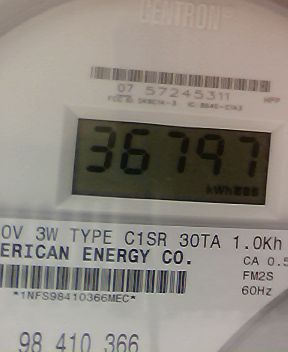 CENTRON®
07 57245311
36797
kWh
0V 3W TYPE C1SR 30TA 1.0Kh
ERICAN ENERGY CO. CA 0.5
FM2S
*1NFS98410366MEC* 60Hz
98 410 366